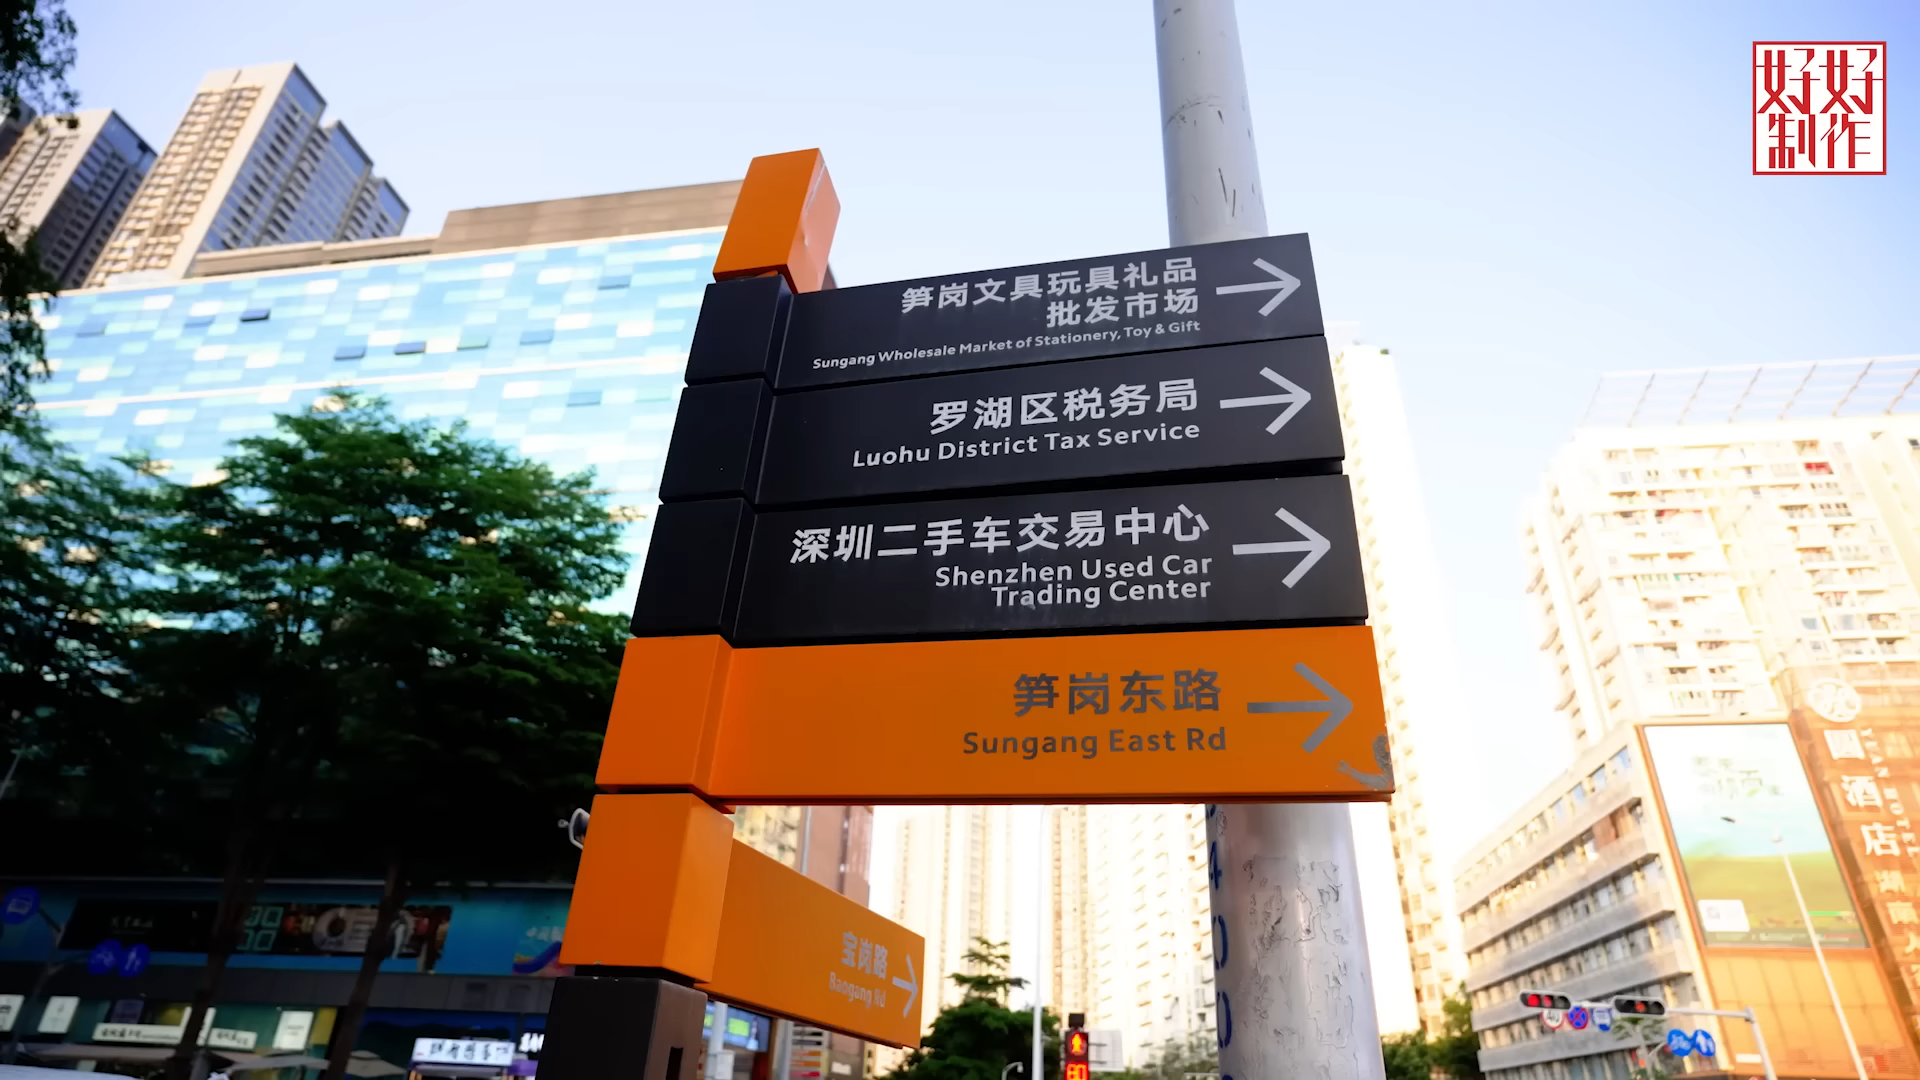 好好
制作
笋岗文具玩具礼品
批发市场
Sungang Wholesale Market of Stationery, Toy & Gift
罗湖区税务局
Luohu District Tax Service
深圳二手车交易中心
Shenzhen Used Car
Trading Center
笋岗东路
Sungang East Rd
宝岗路
Baogang Rd
酒店
40
80